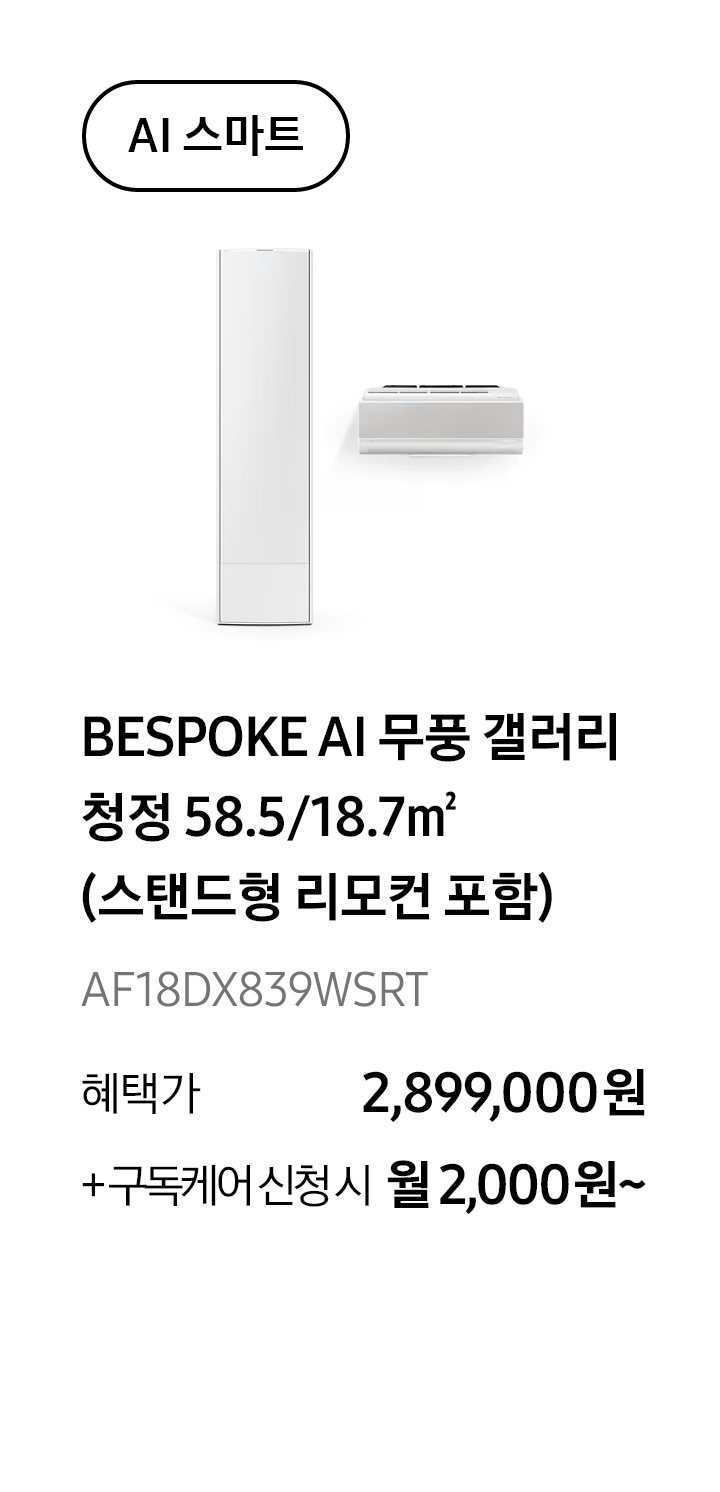 AI 스마트
BESPOKE AI 무풍 갤러리
청정 58.5/18.7㎡
(스탠드형 리모컨 포함)
AF18DX839WSRT
혜택가 2,899,000원
+구독케어 신청 시 월 2,000원~